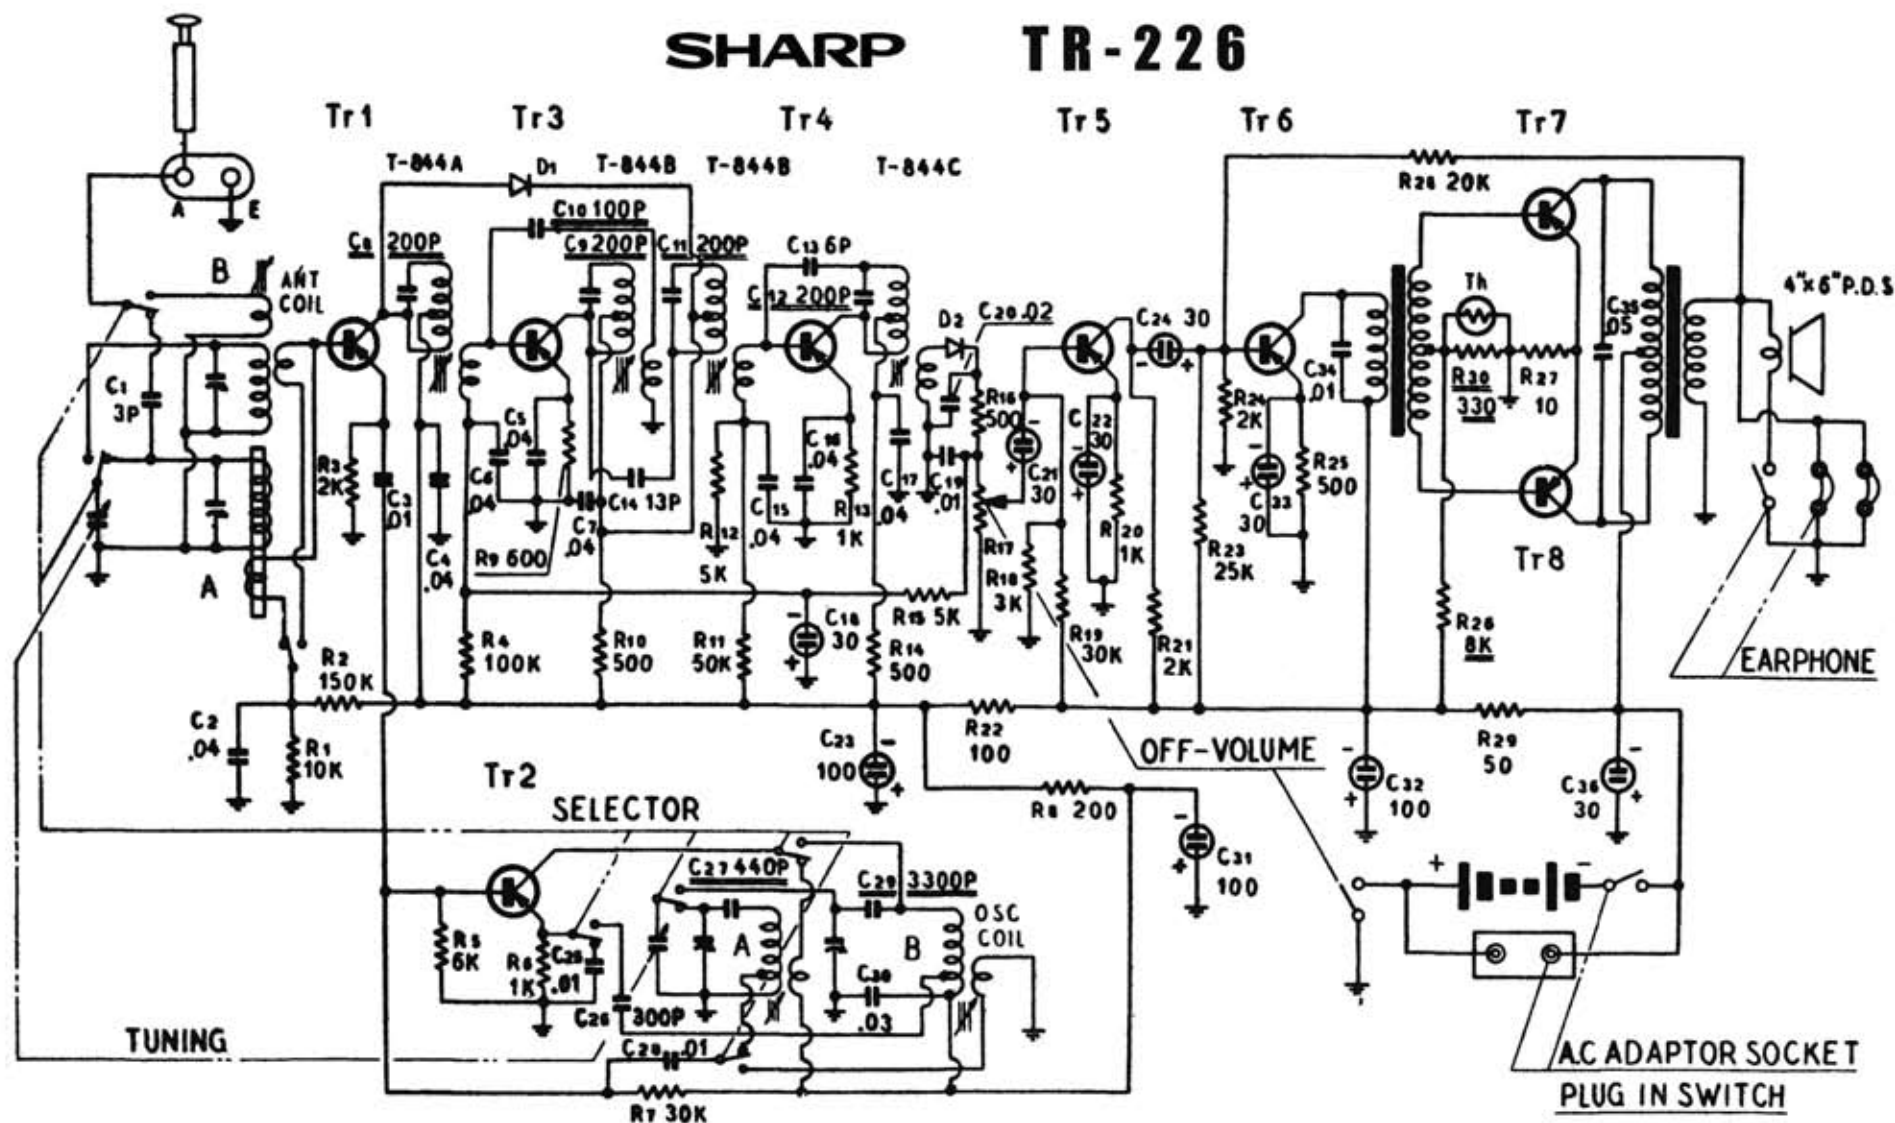 SHARP TR-226
Tr1 Tr3 Tr4 Tr5 Tr6 Tr7
T-844A D1 T-844B T-844B T-844C
A E
R28 20K
C10 100P
C8 200P C9 200P C11 200P C13 6P
B ANT COIL
C12 200P
D2 C20 .02 C24 30
Th
C35 .05
4"x6" P.D.S
C1 3P
C34 .01
R30 330
R27 10
R3 2K
C3 .01
C6 .04
C5 .04
C14 13P
C16 .04
C17 .04
R16 500
C19 .01
C21 30
C22 30
R24 2K
C33 30
R25 500
C4 .04
R9 600
C7 .04
R12 5K
C15 .04
R13 1K
R17
R18 3K
R20 1K
R23 25K
Tr8
A
R15 5K
R2 150K
R4 100K
R10 500
R11 50K
C18 30
R14 500
R19 30K
R21 2K
R26 8K
EARPHONE
C2 .04
R1 10K
C23 100
R22 100
OFF-VOLUME
R29 50
Tr2
SELECTOR
R8 200
C31 100
C32 100
C36 30
C27 440P C29 3300P
R5 6K
R6 1K
C25 .01
A
B
OSC COIL
C26 300P
C30 .03
TUNING
C28 .01
R7 30K
A.C ADAPTOR SOCKET
PLUG IN SWITCH